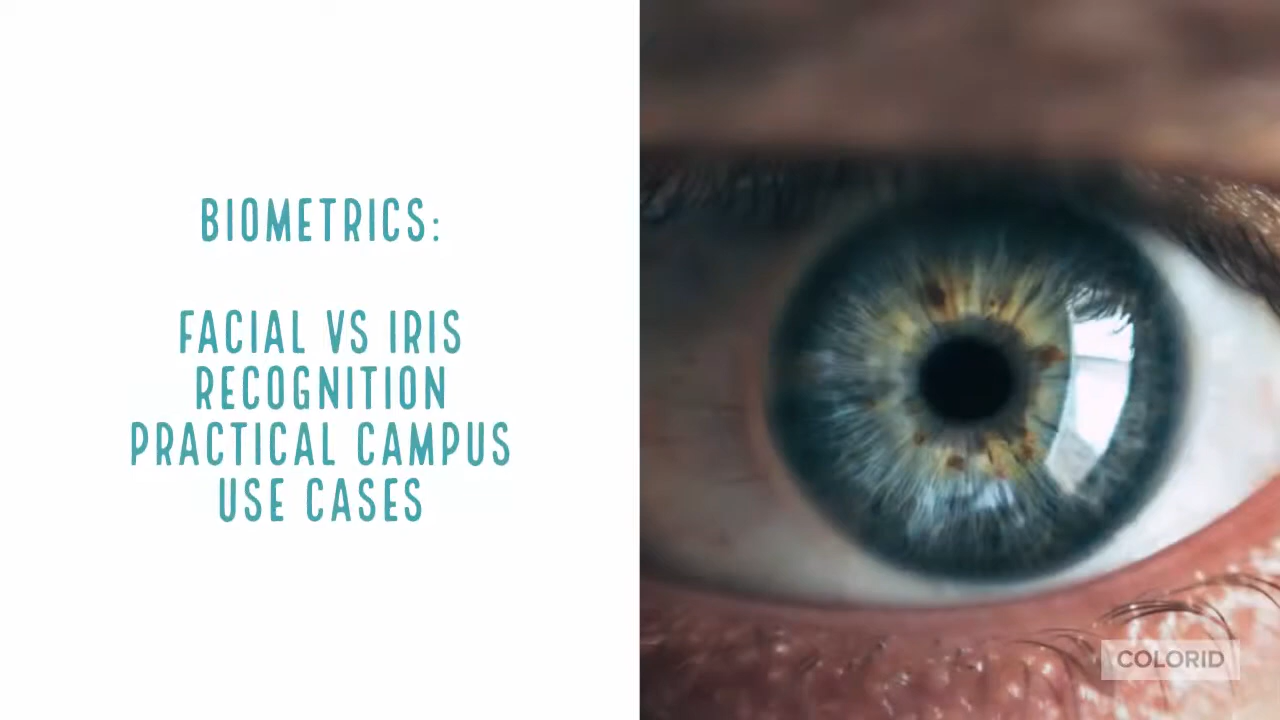 BIOMETRICS:
FACIAL VS IRIS
RECOGNITION
PRACTICAL CAMPUS
USE CASES
COLORID